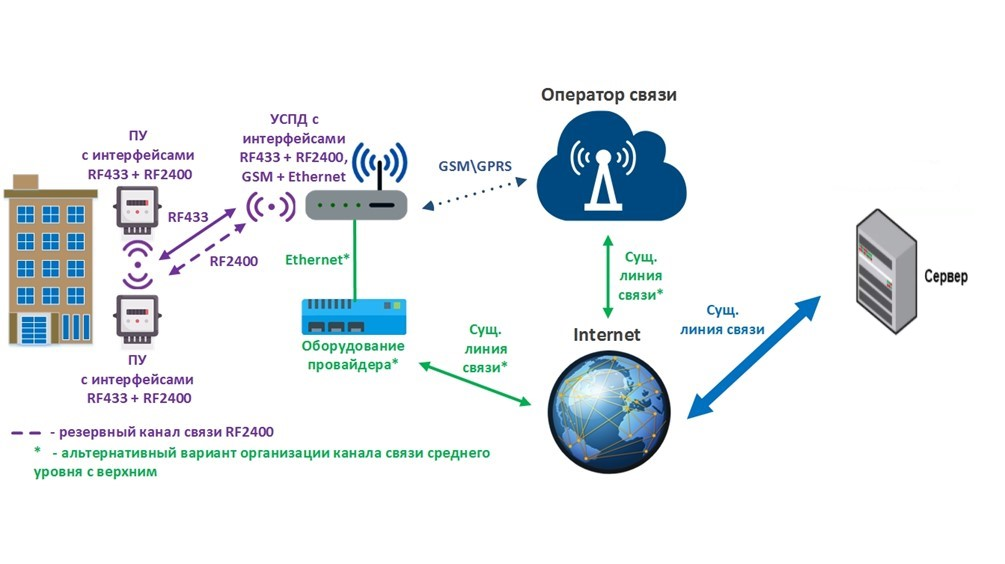 Оператор связи
ПУ
с интерфейсами
RF433 + RF2400
УСПД с
интерфейсами
RF433 + RF2400,
GSM + Ethernet
GSM\GPRS
RF433
RF2400
Ethernet*
Сущ.
линия
связи*
Сервер
Оборудование
провайдера*
Сущ.
линия
связи*
Internet
Сущ.
линия связи
ПУ
с интерфейсами
RF433 + RF2400
- резервный канал связи RF2400
* - альтернативный вариант организации канала связи среднего
уровня с верхним